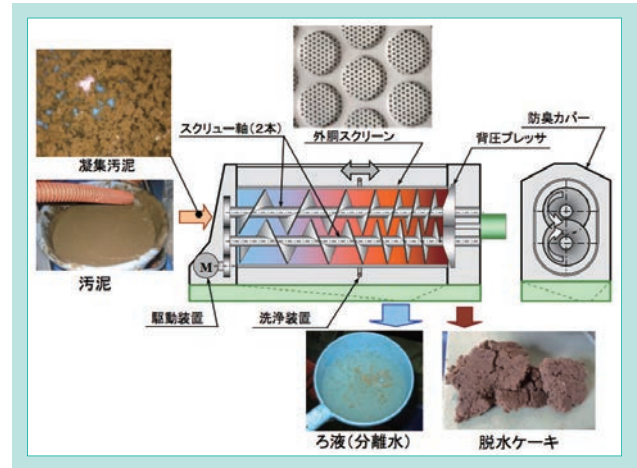 防臭カバー
スクリュー軸(2本)
外胴スクリーン
背圧プレッサ
凝集汚泥
汚泥
M
駆動装置
洗浄装置
ろ液(分離水)
脱水ケーキ